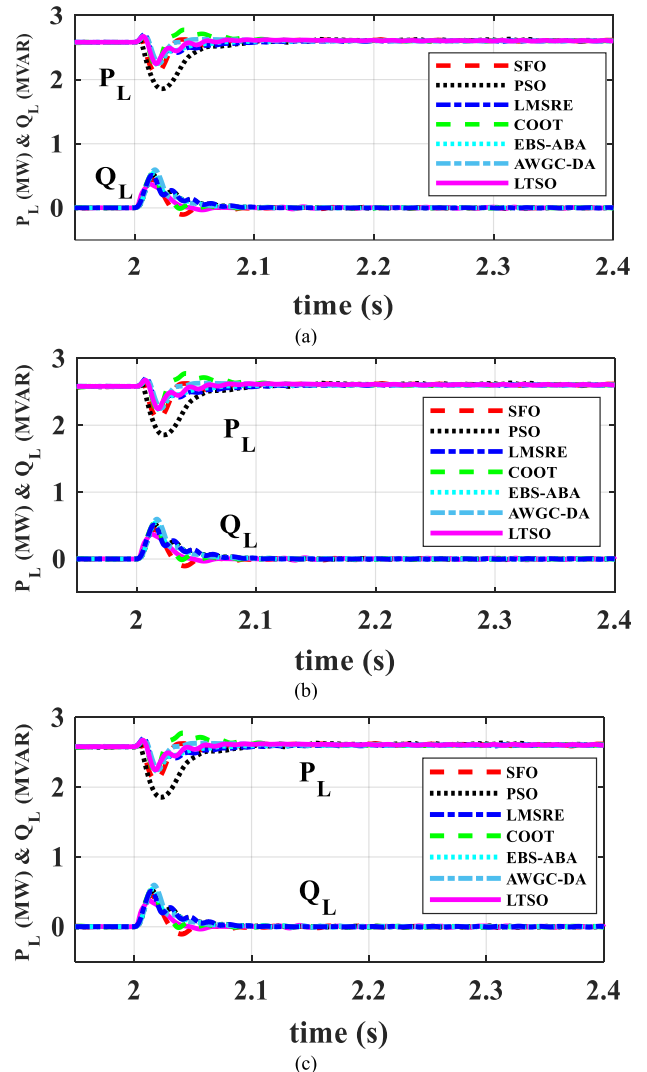 P_L (MW) & Q_L (MVAR)
3
2
1
0
P_L
Q_L
SFO
PSO
LMSRE
COOT
EBS-ABA
AWGC-DA
LTSO
2 2.1 2.2 2.3 2.4
time (s)
(a)
P_L (MW) & Q_L (MVAR)
3
2
1
0
P_L
Q_L
SFO
PSO
LMSRE
COOT
EBS-ABA
AWGC-DA
LTSO
2 2.1 2.2 2.3 2.4
time (s)
(b)
P_L (MW) & Q_L (MVAR)
3
2
1
0
P_L
Q_L
SFO
PSO
LMSRE
COOT
EBS-ABA
AWGC-DA
LTSO
2 2.1 2.2 2.3 2.4
time (s)
(c)